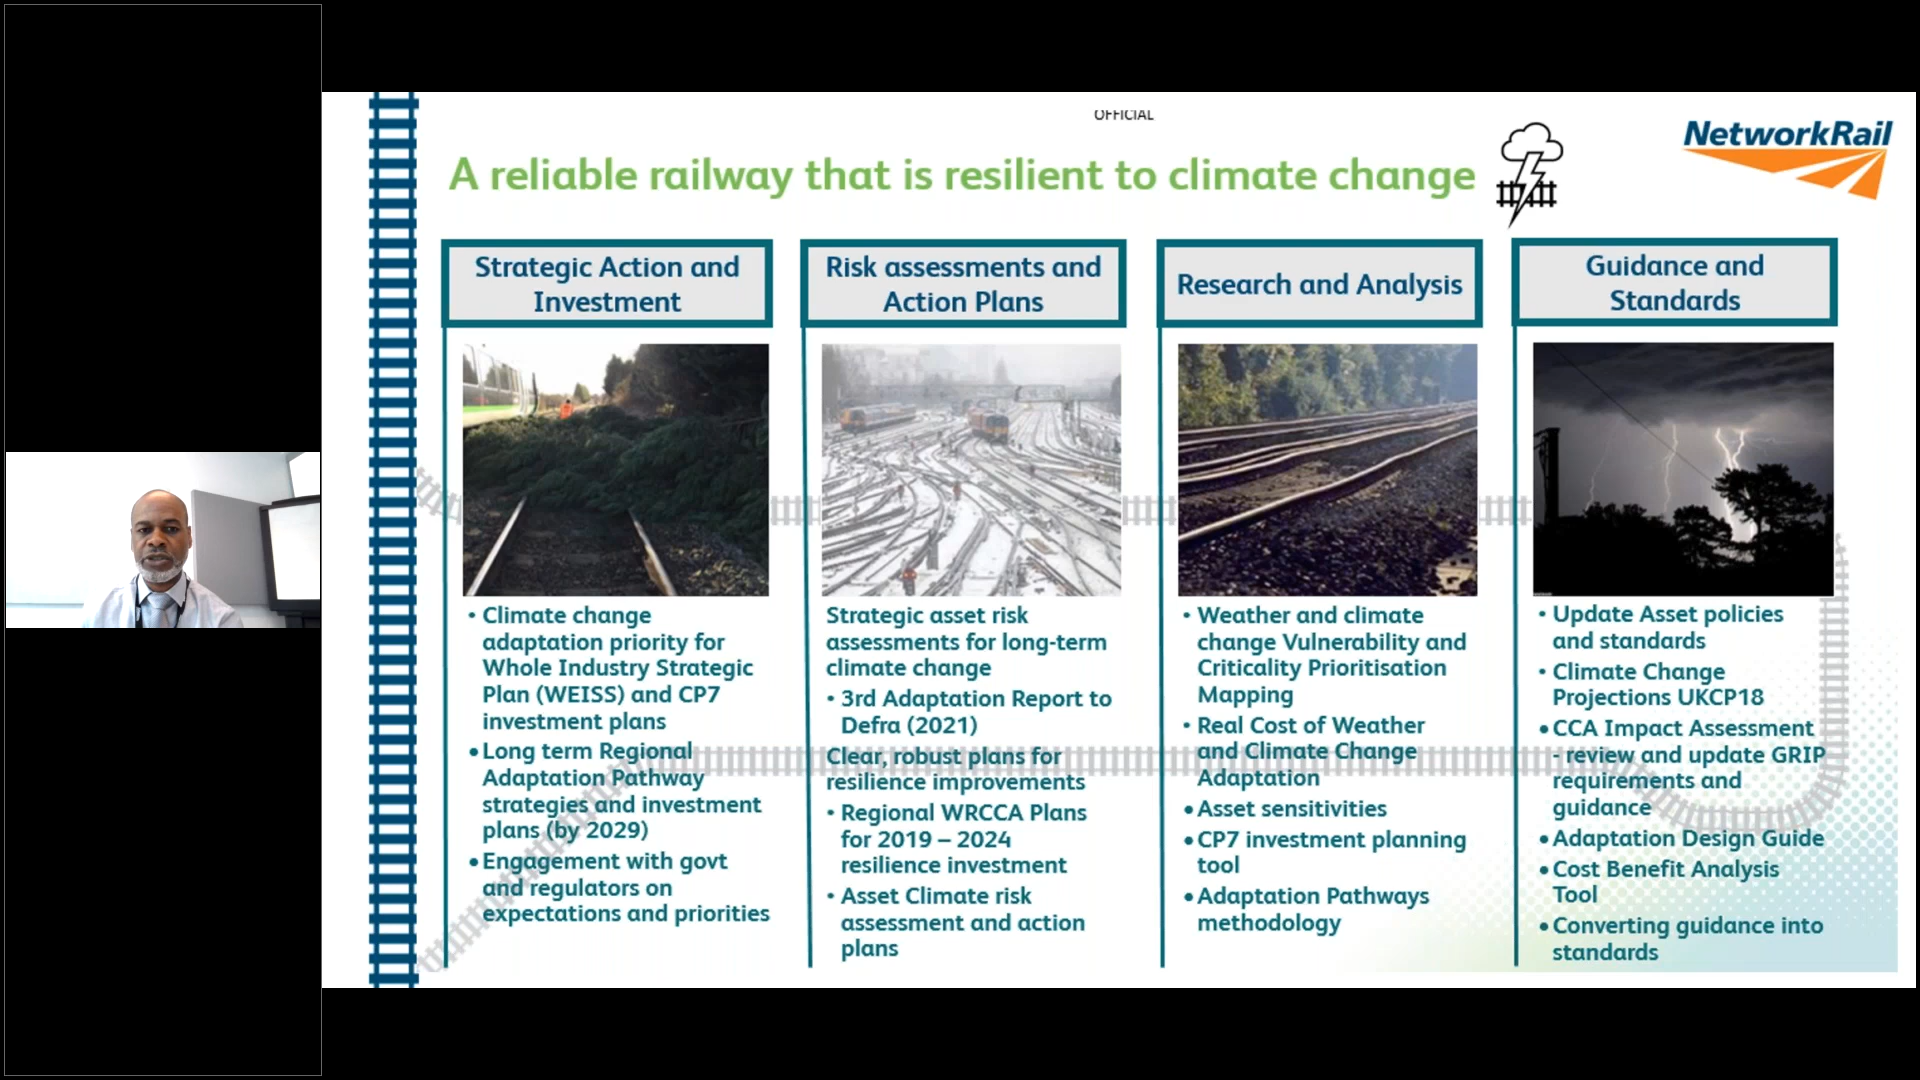 OFFICIAL
A reliable railway that is resilient to climate change
NetworkRail
Strategic Action and
Investment
• Climate change
adaptation priority for
Whole Industry Strategic
Plan (WEISS) and CP7
investment plans
• Long term Regional
Adaptation Pathway
strategies and investment
plans (by 2029)
• Engagement with govt
and regulators on
expectations and priorities
Risk assessments and
Action Plans
Strategic asset risk
assessments for long-term
climate change
• 3rd Adaptation Report to
Defra (2021)
Clear, robust plans for
resilience improvements
• Regional WRCCA Plans
for 2019 – 2024
resilience investment
• Asset Climate risk
assessment and action
plans
Research and Analysis
• Weather and climate
change Vulnerability and
Criticality Prioritisation
Mapping
• Real Cost of Weather
and Climate Change
Adaptation
• Asset sensitivities
• CP7 investment planning
tool
• Adaptation Pathways
methodology
Guidance and
Standards
• Update Asset policies
and standards
• Climate Change
Projections UKCP18
• CCA Impact Assessment
- review and update GRIP
requirements and
guidance
• Adaptation Design Guide
• Cost Benefit Analysis
Tool
• Converting guidance into
standards